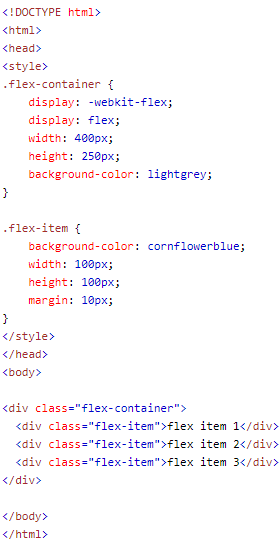 <!DOCTYPE html>
<html>
<head>
<style>
.flex-container {
    display: -webkit-flex;
    display: flex;
    width: 400px;
    height: 250px;
    background-color: lightgrey;
}

.flex-item {
    background-color: cornflowerblue;
    width: 100px;
    height: 100px;
    margin: 10px;
}
</style>
</head>
<body>

<div class="flex-container">
  <div class="flex-item">flex item 1</div>
  <div class="flex-item">flex item 2</div>
  <div class="flex-item">flex item 3</div>
</div>

</body>
</html>